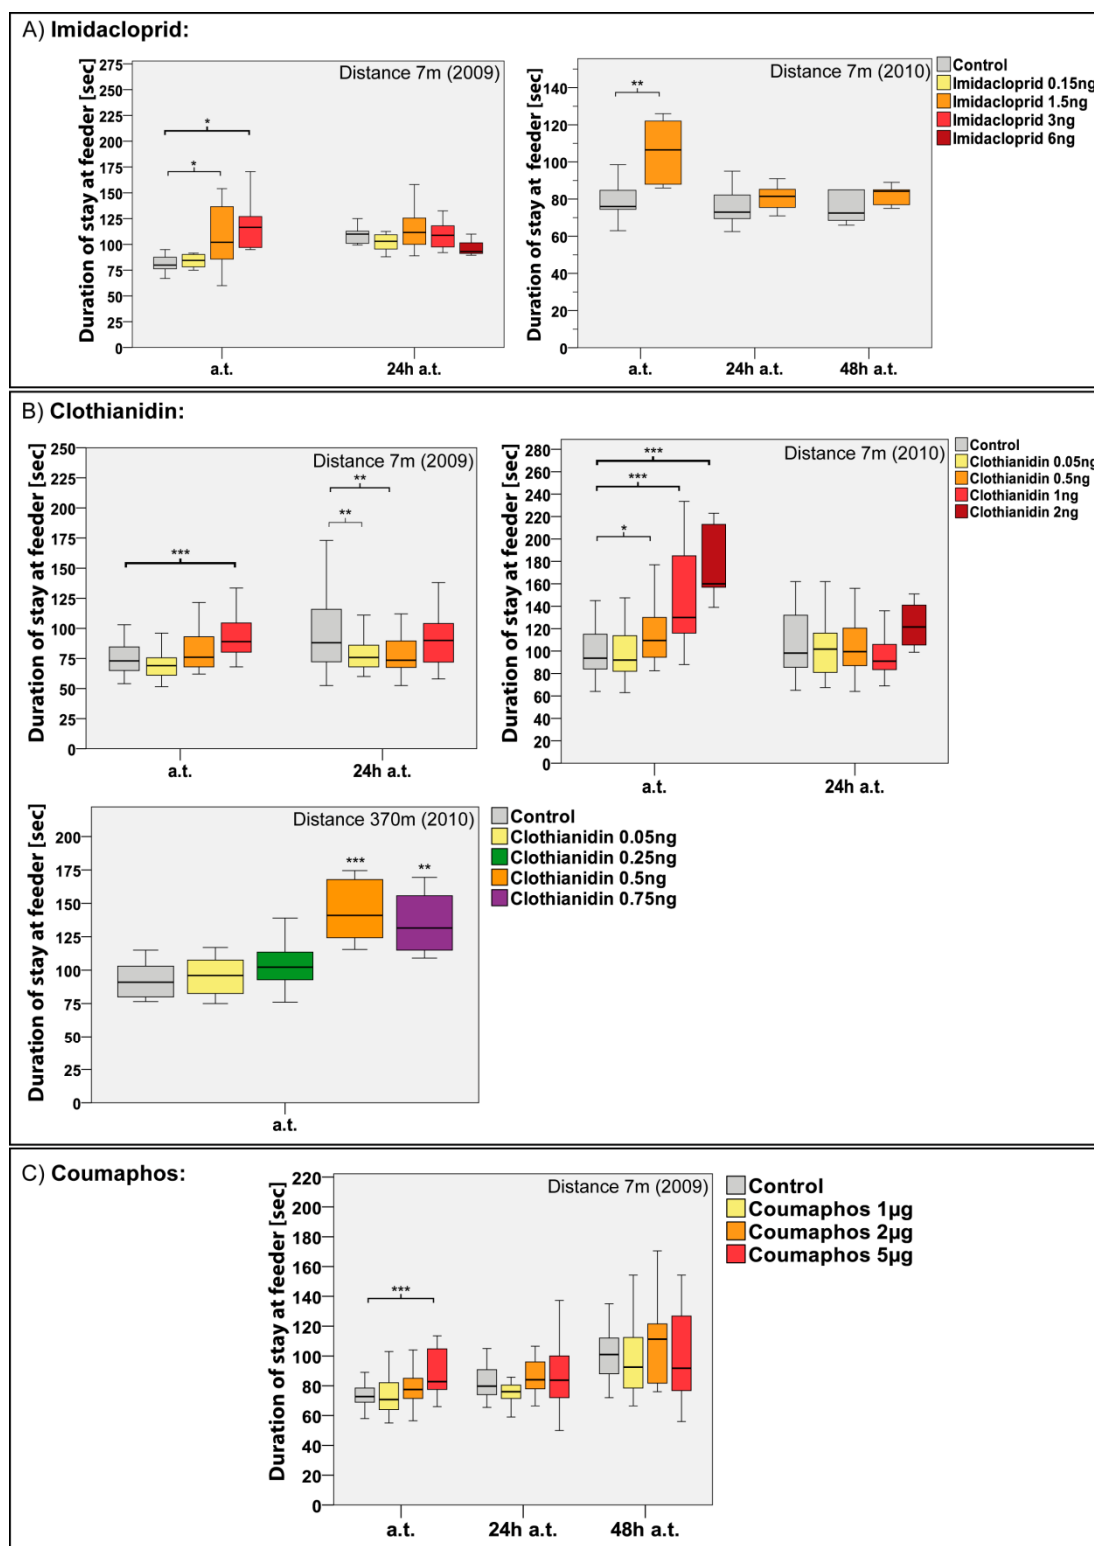 A) Imidacloprid:
Distance 7m (2009)
Duration of stay at feeder [sec]
275
250
225
200
175
150
125
100
75
50
25
0
*
*
a.t.
24h a.t.
Distance 7m (2010)
Duration of stay at feeder [sec]
140
120
100
80
60
40
20
0
**
a.t.
24h a.t.
48h a.t.
Control
Imidacloprid 0.15ng
Imidacloprid 1.5ng
Imidacloprid 3ng
Imidacloprid 6ng
B) Clothianidin:
Distance 7m (2009)
Duration of stay at feeder [sec]
250
225
200
175
150
125
100
75
50
25
0
***
**
**
a.t.
24h a.t.
Distance 7m (2010)
Duration of stay at feeder [sec]
280
260
240
220
200
180
160
140
120
100
80
60
40
20
0
***
***
*
a.t.
24h a.t.
Control
Clothianidin 0.05ng
Clothianidin 0.5ng
Clothianidin 1ng
Clothianidin 2ng
Distance 370m (2010)
Duration of stay at feeder [sec]
200
175
150
125
100
75
50
25
0
***
**
a.t.
Control
Clothianidin 0.05ng
Clothianidin 0.25ng
Clothianidin 0.5ng
Clothianidin 0.75ng
C) Coumaphos:
Distance 7m (2009)
Duration of stay at feeder [sec]
220
200
180
160
140
120
100
80
60
40
20
0
***
a.t.
24h a.t.
48h a.t.
Control
Coumaphos 1µg
Coumaphos 2µg
Coumaphos 5µg